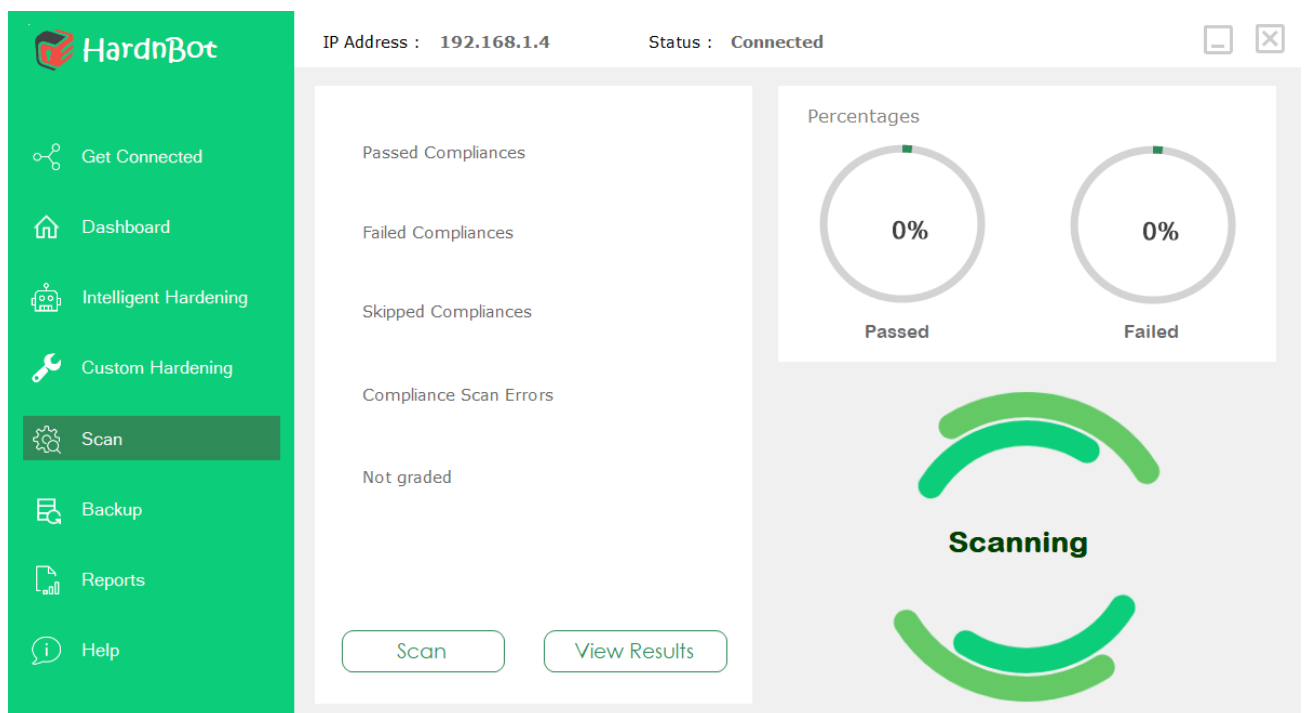 HardnBot
IP Address : 192.168.1.4 Status : Connected
Get Connected
Dashboard
Intelligent Hardening
Custom Hardening
Scan
Backup
Reports
Help
Passed Compliances
Failed Compliances
Skipped Compliances
Compliance Scan Errors
Not graded
Scan View Results
Percentages
0% 0%
Passed Failed
Scanning